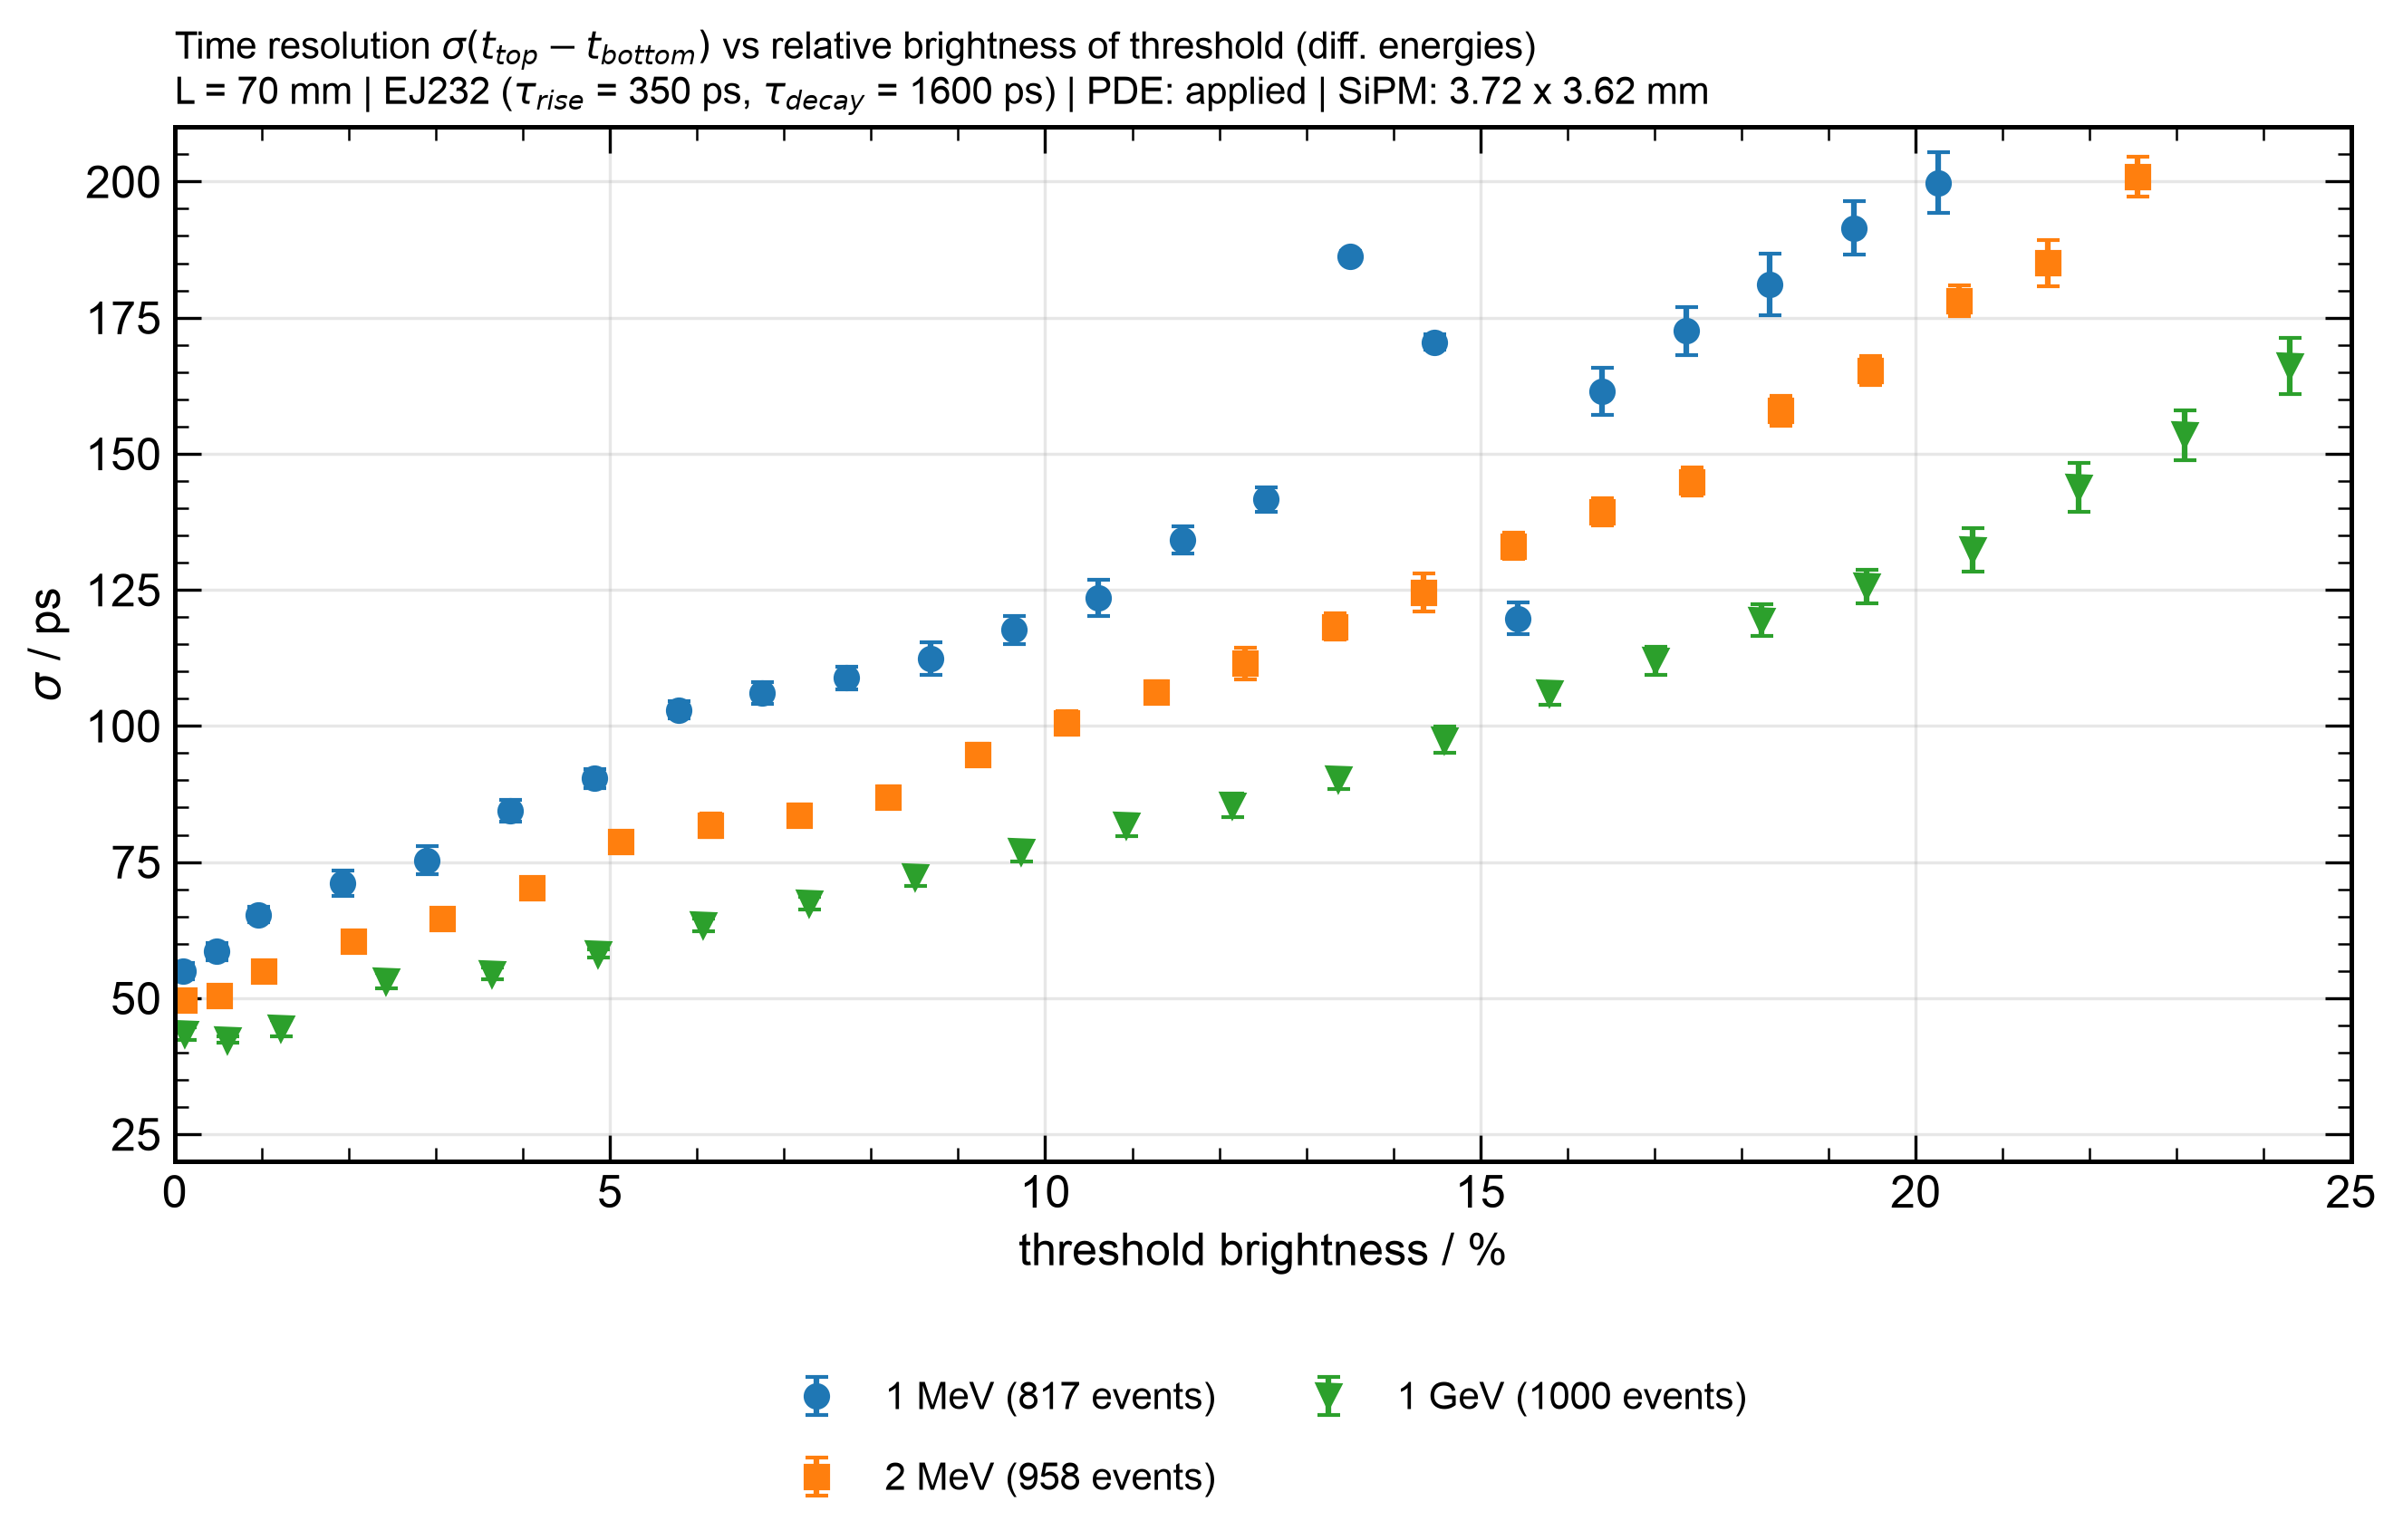 Time resolution σ(t_top − t_bottom) vs relative brightness of threshold (diff. energies)
L = 70 mm | EJ232 (τ_rise = 350 ps, τ_decay = 1600 ps) | PDE: applied | SiPM: 3.72 x 3.62 mm
200
175
150
125
100
75
50
25
σ / ps
0 5 10 15 20 25
threshold brightness / %
1 MeV (817 events)
2 MeV (958 events)
1 GeV (1000 events)